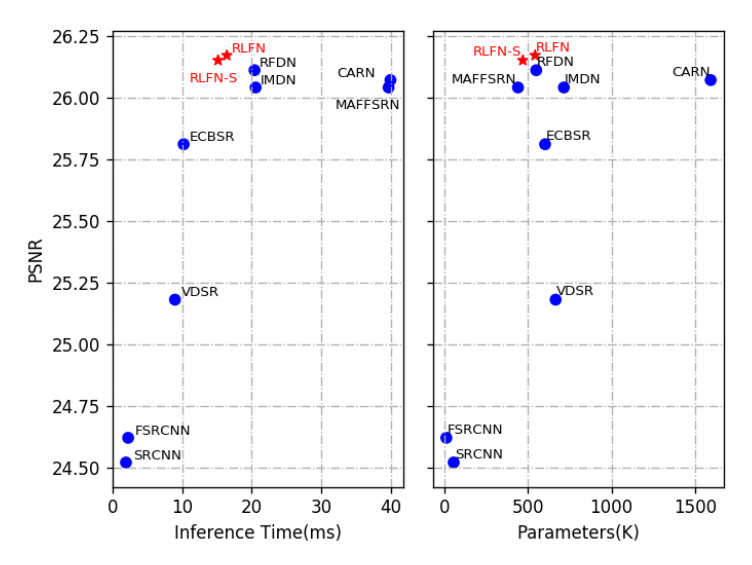 PSNR
26.25
26.00
25.75
25.50
25.25
25.00
24.75
24.50
RLFN
RLFN-S
RFDN
IMDN
CARN
MAFFSRN
ECBSR
VDSR
FSRCNN
SRCNN
0 10 20 30 40
Inference Time(ms)
RLFN-S
RLFN
RFDN
MAFFSRN
IMDN
CARN
ECBSR
VDSR
FSRCNN
SRCNN
0 500 1000 1500
Parameters(K)